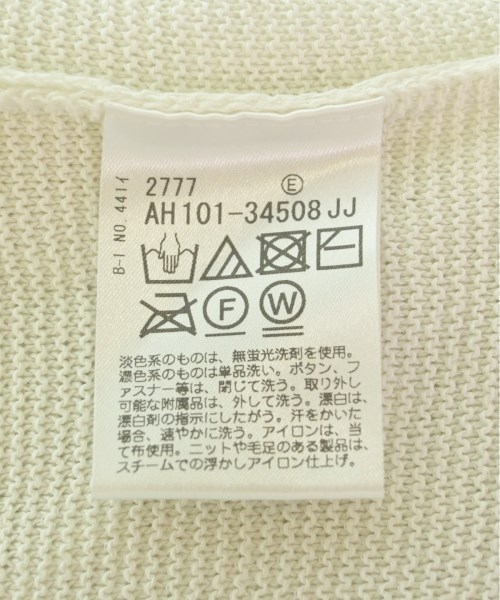 B-I NO.441イ
2777 Ⓔ
AH101-34508JJ
F W
淡色系のものは、無蛍光洗剤を使用。
濃色系のものは単品洗い。ボタン、フ
ァスナー等は、閉じて洗う。取り外し
可能な附属品は、外して洗う。漂白は、
漂白剤の指示にしたがう。汗をかいた
場合、速やかに洗う。アイロンは、当
て布使用。ニットや毛足のある製品は、
スチームでの浮かしアイロン仕上げ。